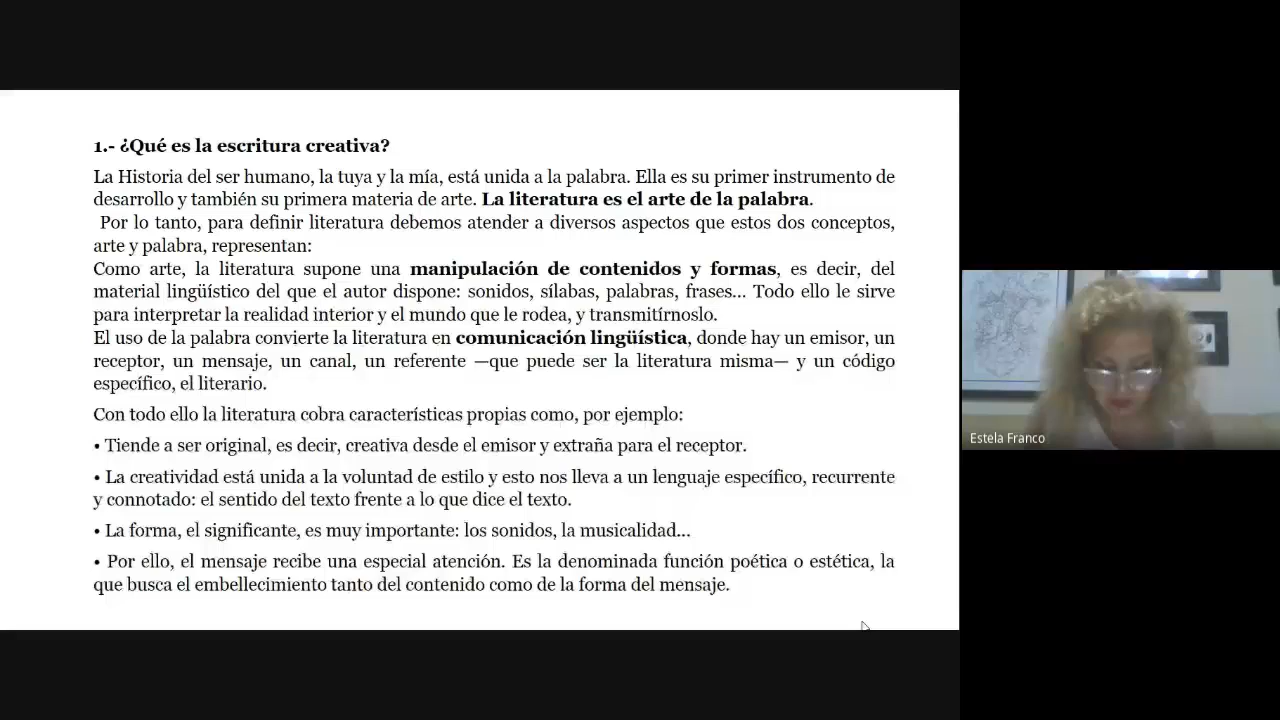 1.- ¿Qué es la escritura creativa?
La Historia del ser humano, la tuya y la mía, está unida a la palabra. Ella es su primer instrumento de
desarrollo y también su primera materia de arte. La literatura es el arte de la palabra.
Por lo tanto, para definir literatura debemos atender a diversos aspectos que estos dos conceptos,
arte y palabra, representan:
Como arte, la literatura supone una manipulación de contenidos y formas, es decir, del
material lingüístico del que el autor dispone: sonidos, sílabas, palabras, frases... Todo ello le sirve
para interpretar la realidad interior y el mundo que le rodea, y transmitírnoslo.
El uso de la palabra convierte la literatura en comunicación lingüística, donde hay un emisor, un
receptor, un mensaje, un canal, un referente —que puede ser la literatura misma— y un código
específico, el literario.
Con todo ello la literatura cobra características propias como, por ejemplo:
• Tiende a ser original, es decir, creativa desde el emisor y extraña para el receptor.
• La creatividad está unida a la voluntad de estilo y esto nos lleva a un lenguaje específico, recurrente
y connotado: el sentido del texto frente a lo que dice el texto.
• La forma, el significante, es muy importante: los sonidos, la musicalidad...
• Por ello, el mensaje recibe una especial atención. Es la denominada función poética o estética, la
que busca el embellecimiento tanto del contenido como de la forma del mensaje.
Estela Franco